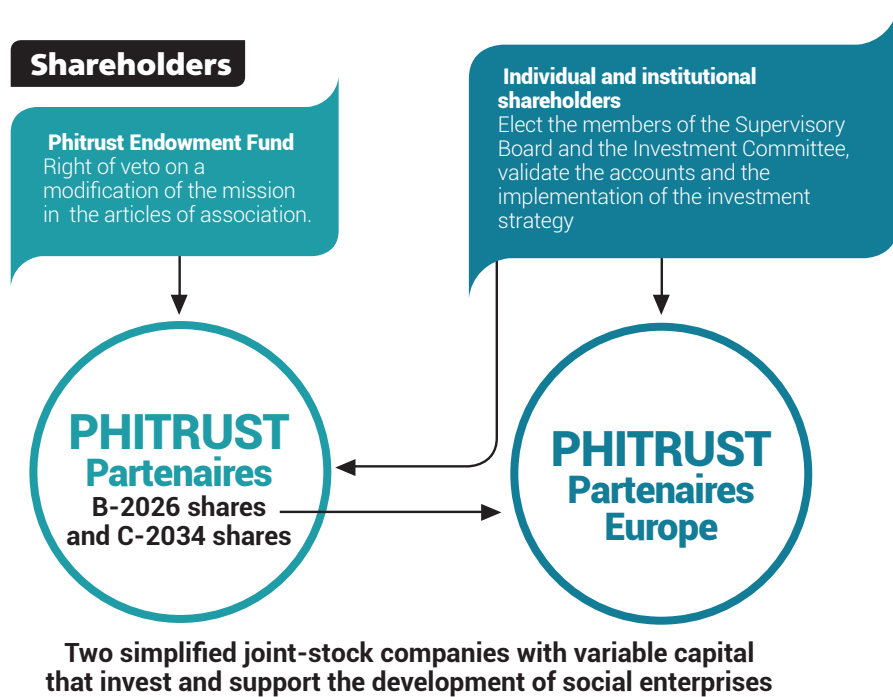 Shareholders
Phitrust Endowment Fund
Right of veto on a
modification of the mission
in the articles of association.
Individual and institutional
shareholders
Elect the members of the Supervisory
Board and the Investment Committee,
validate the accounts and the
implementation of the investment
strategy
PHITRUST
Partenaires
B-2026 shares
and C-2034 shares
PHITRUST
Partenaires
Europe
Two simplified joint-stock companies with variable capital
that invest and support the development of social enterprises